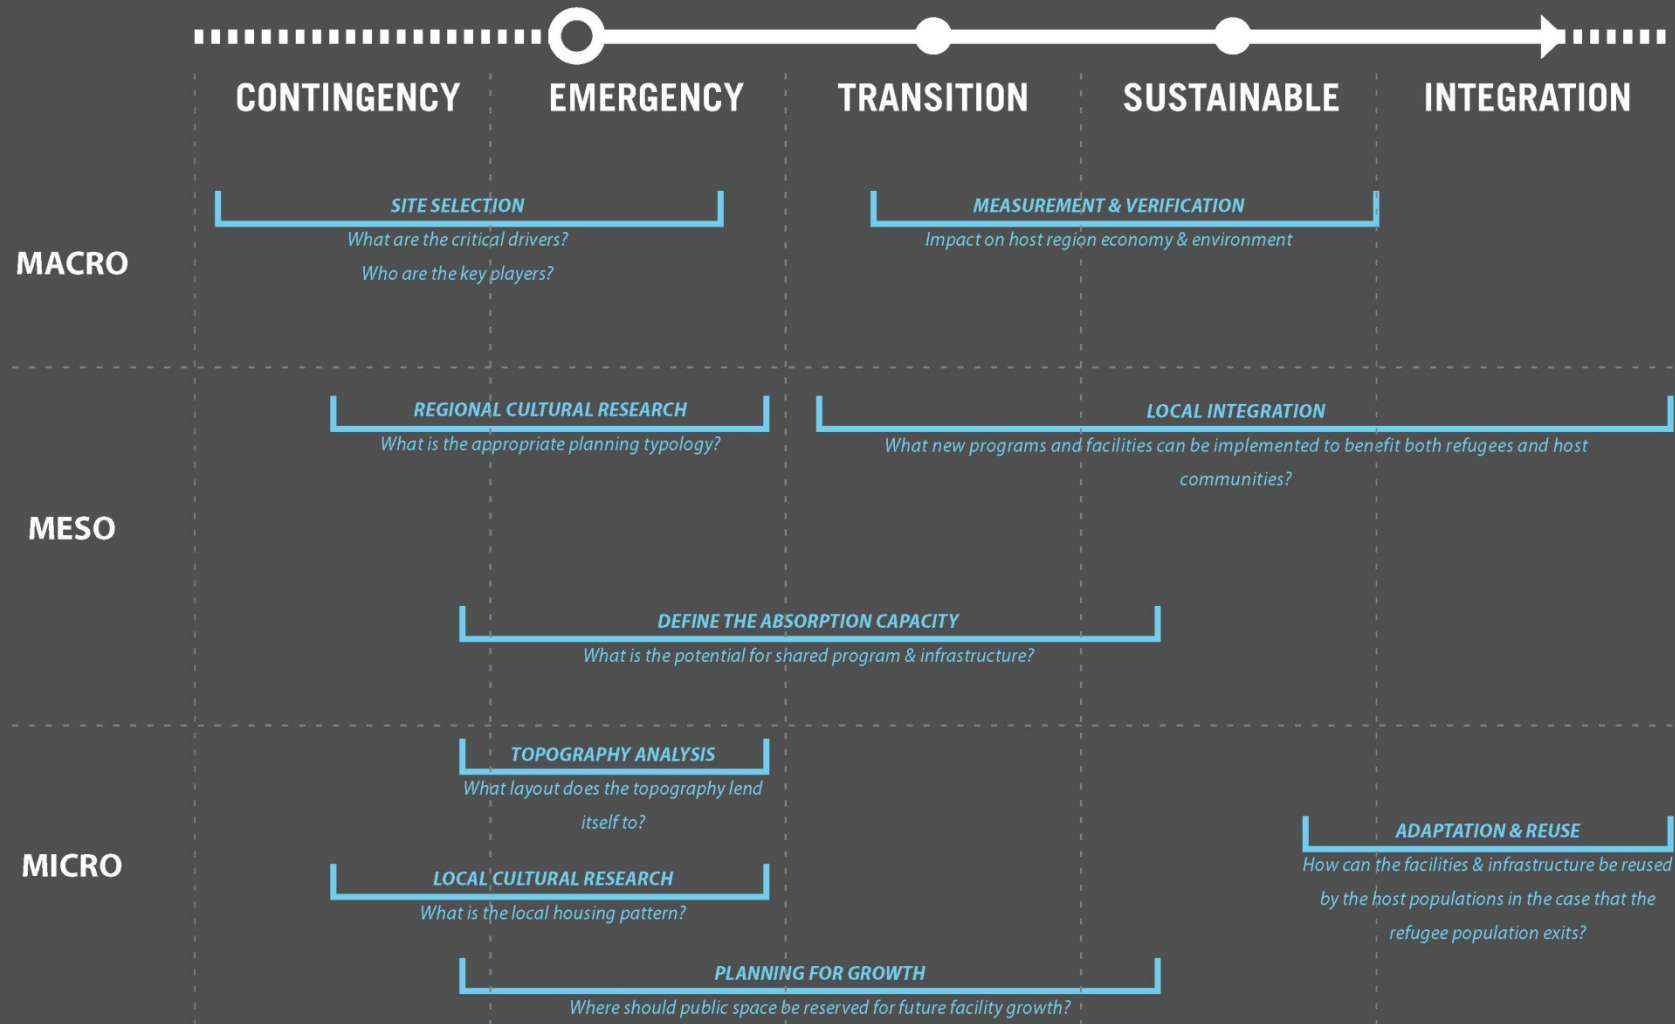 CONTINGENCY EMERGENCY TRANSITION SUSTAINABLE INTEGRATION
MACRO
SITE SELECTION
What are the critical drivers?
Who are the key players?
MEASUREMENT & VERIFICATION
Impact on host region economy & environment
MESO
REGIONAL CULTURAL RESEARCH
What is the appropriate planning typology?
LOCAL INTEGRATION
What new programs and facilities can be implemented to benefit both refugees and host
communities?
DEFINE THE ABSORPTION CAPACITY
What is the potential for shared program & infrastructure?
MICRO
TOPOGRAPHY ANALYSIS
What layout does the topography lend
itself to?
LOCAL CULTURAL RESEARCH
What is the local housing pattern?
ADAPTATION & REUSE
How can the facilities & infrastructure be reused
by the host populations in the case that the
refugee population exits?
PLANNING FOR GROWTH
Where should public space be reserved for future facility growth?